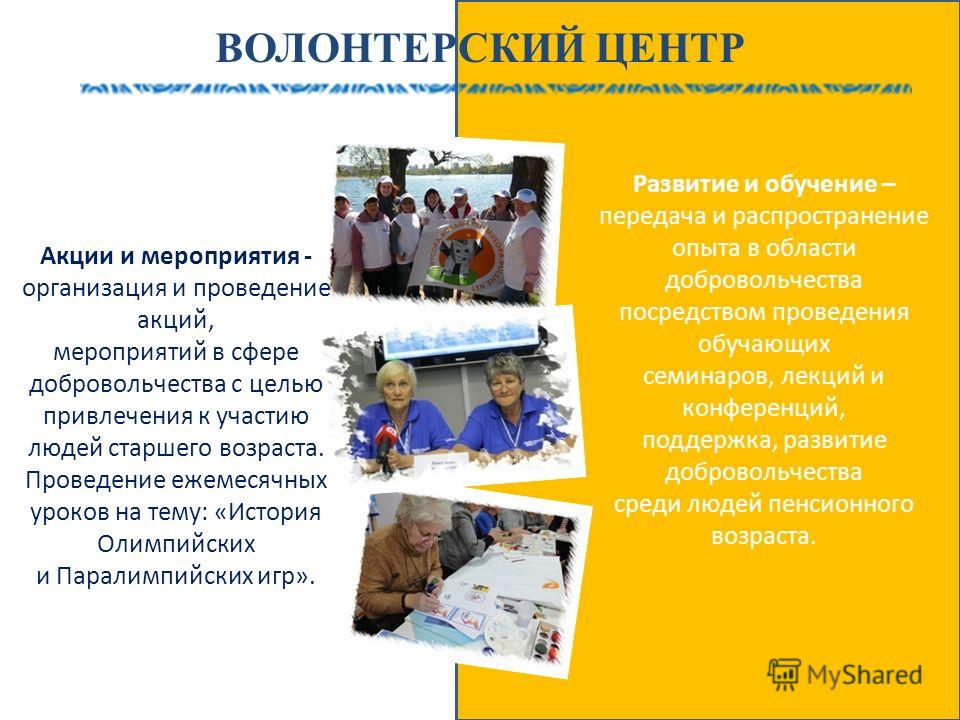 ВОЛОНТЕРСКИЙ ЦЕНТР
Акции и мероприятия -
организация и проведение
акций,
мероприятий в сфере
добровольчества с целью
привлечения к участию
людей старшего возраста.
Проведение ежемесячных
уроков на тему: «История
Олимпийских
и Паралимпийских игр».
Развитие и обучение –
передача и распространение
опыта в области
добровольчества
посредством проведения
обучающих
семинаров, лекций и
конференций,
поддержка, развитие
добровольчества
среди людей пенсионного
возраста.
MyShared